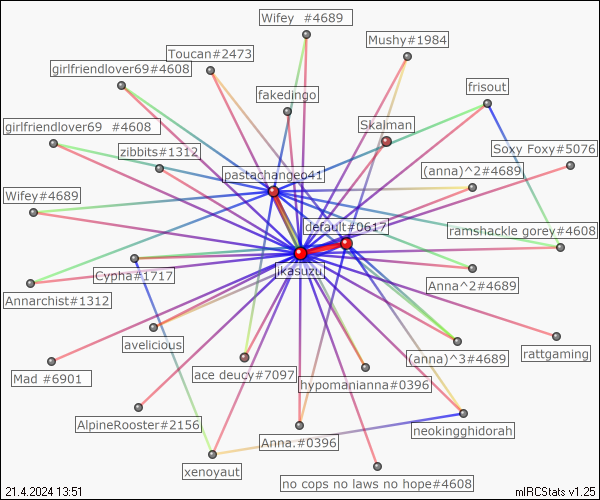 Wifey  #4689
Mushy#1984
Toucan#2473
girlfriendlover69#4608
frisout
fakedingo
girlfriendlover69  #4608
Skalman
zibbits#1312
Soxy Foxy#5076
(anna)^2#4689
pastachangeo41
Wifey#4689
default#0617
ramshackle gorey#4608
ikasuzu
Cypha#1717
Anna^2#4689
Annarchist#1312
avelicious
rattgaming
(anna)^3#4689
Mad #6901
ace deucy#7097
hypomanianna#0396
AlpineRooster#2156
neokingghidorah
Anna.#0396
xenoyaut
no cops no laws no hope#4608
21.4.2024 13:51
mIRCStats v1.25